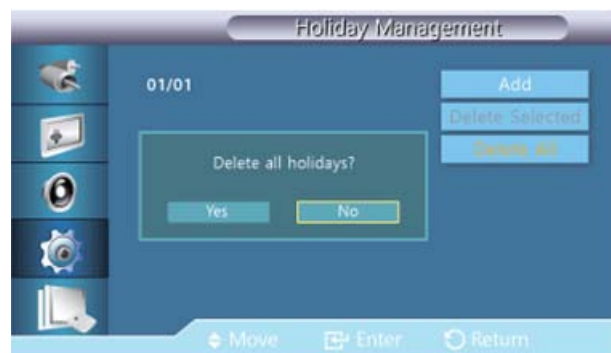 Holiday Management
01/01
Add
Delete Selected
Delete All
Delete all holidays?
Yes
No
Move
Enter
Return